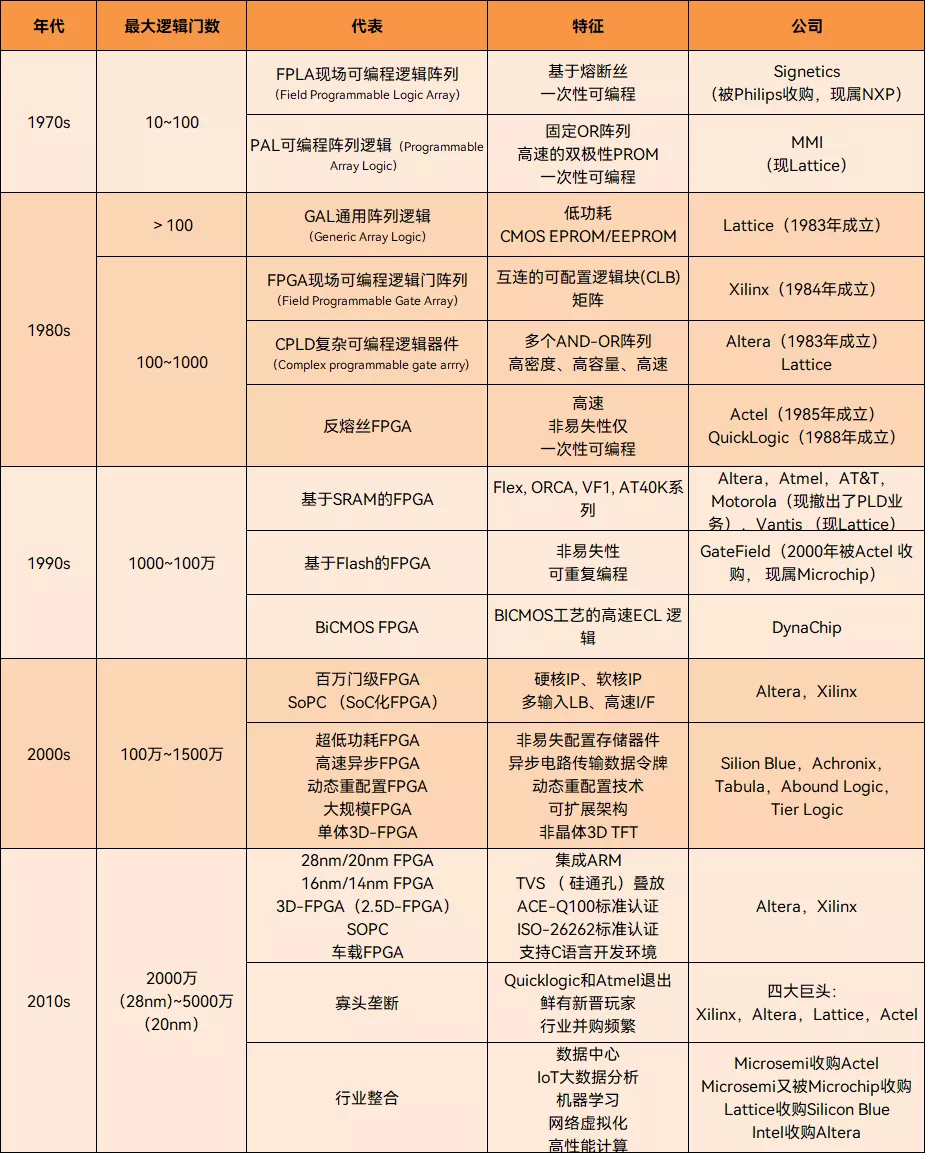 年代
最大逻辑门数
代表
特征
公司
1970s
10~100
FPLA现场可编程逻辑阵列
（Field Programmable Logic Array）
基于熔断丝
一次性可编程
Signetics
（被Philips收购，现属NXP）
PAL可编程阵列逻辑（Programmable
Array Logic）
固定OR阵列
高速的双极性PROM
一次性可编程
MMI
（现Lattice）
1980s
＞100
GAL通用阵列逻辑
（Generic Array Logic）
低功耗
CMOS EPROM/EEPROM
Lattice（1983年成立）
100~1000
FPGA现场可编程逻辑门阵列
（Field Programmable Gate Array）
互连的可配置逻辑块(CLB)
矩阵
Xilinx（1984年成立）
CPLD复杂可编程逻辑器件
（Complex programmable gate arrry)
多个AND-OR阵列
高密度、高容量、高速
Altera（1983年成立）
Lattice
反熔丝FPGA
高速
非易失性仅
一次性可编程
Actel（1985年成立）
QuickLogic（1988年成立）
1990s
1000~100万
基于SRAM的FPGA
Flex, ORCA, VF1, AT40K系
列
Altera，Atmel，AT&T，
Motorola（现撤出了PLD业
务）、Vantis （现Lattice）
基于Flash的FPGA
非易失性
可重复编程
GateField（2000年被Actel 收
购， 现属Microchip）
BiCMOS FPGA
BICMOS工艺的高速ECL 逻
辑
DynaChip
2000s
100万~1500万
百万门级FPGA
SoPC （SoC化FPGA）
硬核IP、软核IP
多输入LB、高速I/F
Altera，Xilinx
超低功耗FPGA
高速异步FPGA
动态重配置FPGA
大规模FPGA
单体3D-FPGA
非易失配置存储器件
异步电路传输数据令牌
动态重配置技术
可扩展架构
非晶体3D TFT
Silion Blue，Achronix，
Tabula，Abound Logic，
Tier Logic
2010s
2000万
（28nm)~5000万
（20nm）
28nm/20nm FPGA
16nm/14nm FPGA
3D-FPGA（2.5D-FPGA）
SOPC
车载FPGA
集成ARM
TVS （ 硅通孔）叠放
ACE-Q100标准认证
ISO-26262标准认证
支持C语言开发环境
Altera，Xilinx
寡头垄断
Quicklogic和Atmel退出
鲜有新晋玩家
行业并购频繁
四大巨头：
Xilinx，Altera，Lattice，Actel
行业整合
数据中心
IoT大数据分析
机器学习
网络虚拟化
高性能计算
Microsemi收购Actel
Microsemi又被Microchip收购
Lattice收购Silicon Blue
Intel收购Altera